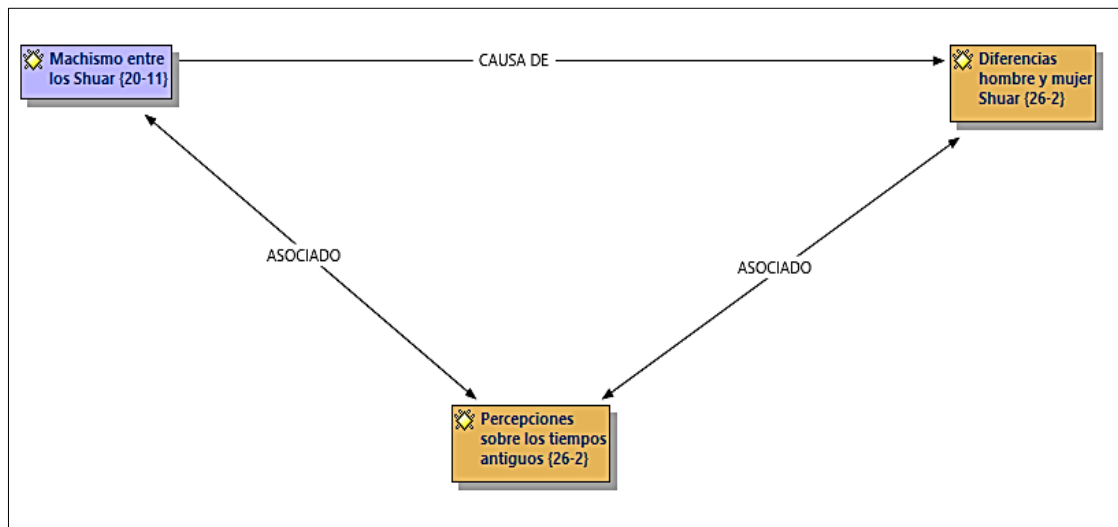 Machismo entre
los Shuar {20-11}
CAUSA DE
Diferencias
hombre y mujer
Shuar {26-2}
ASOCIADO
ASOCIADO
Percepciones
sobre los tiempos
antiguos {26-2}